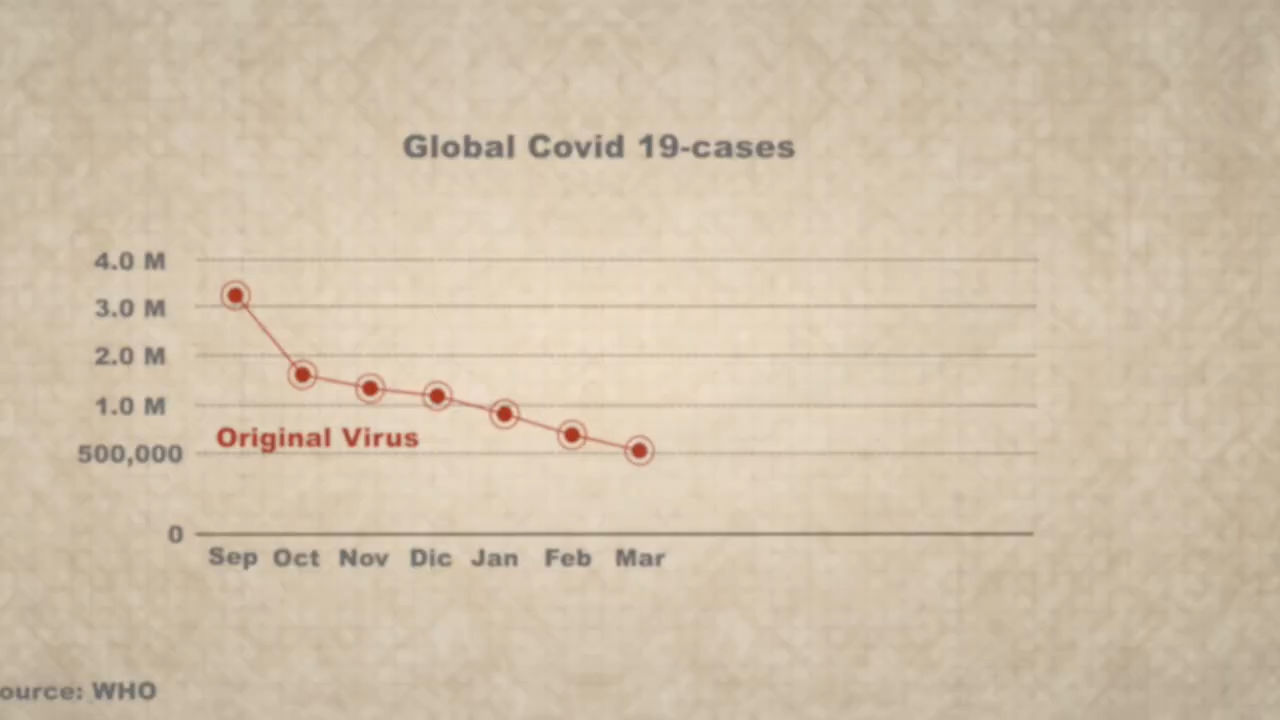 Global Covid 19-cases
4.0 M
3.0 M
2.0 M
1.0 M
Original Virus
500,000
0
Sep Oct Nov Dic Jan Feb Mar
ource: WHO